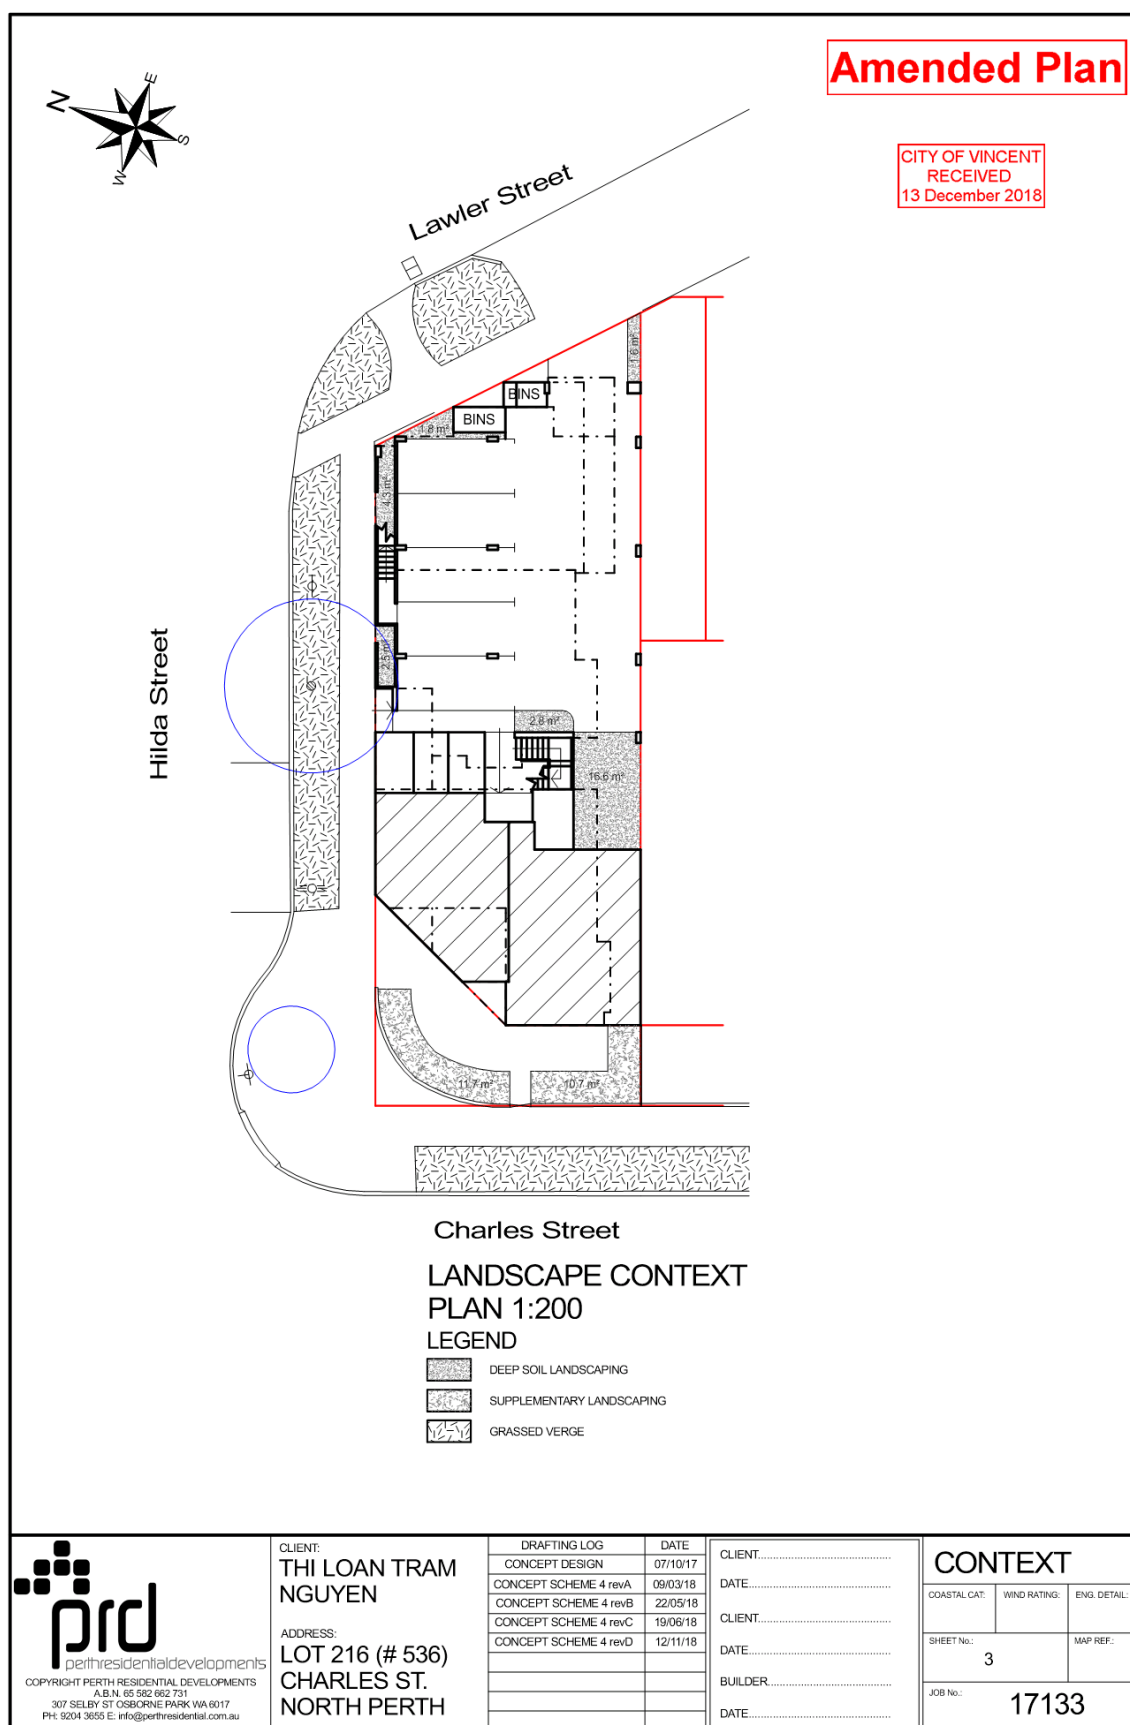 Amended Plan
CITY OF VINCENT
RECEIVED
13 December 2018
N
E
S
W
Lawler Street
1.6 m²
BINS
BINS
1.8 m²
4.3 m²
2.5 m²
Hilda Street
2.8 m²
16.6 m²
11.7 m²
10.7 m²
Charles Street
LANDSCAPE CONTEXT
PLAN 1:200
LEGEND
DEEP SOIL LANDSCAPING
SUPPLEMENTARY LANDSCAPING
GRASSED VERGE
prd
perthresidentialdevelopments
COPYRIGHT PERTH RESIDENTIAL DEVELOPMENTS
A.B.N. 65 582 662 731
307 SELBY ST OSBORNE PARK WA 6017
PH: 9204 3655 E: info@perthresidential.com.au
CLIENT:
THI LOAN TRAM
NGUYEN
ADDRESS:
LOT 216 (# 536)
CHARLES ST.
NORTH PERTH
DRAFTING LOG DATE
CONCEPT DESIGN 07/10/17
CONCEPT SCHEME 4 revA 09/03/18
CONCEPT SCHEME 4 revB 22/05/18
CONCEPT SCHEME 4 revC 19/06/18
CONCEPT SCHEME 4 revD 12/11/18
CLIENT............................................
DATE...............................................
CLIENT............................................
DATE...............................................
BUILDER.........................................
DATE...............................................
CONTEXT
COASTAL CAT: WIND RATING: ENG. DETAIL:
SHEET No.: MAP REF.:
3
JOB No.:
17133